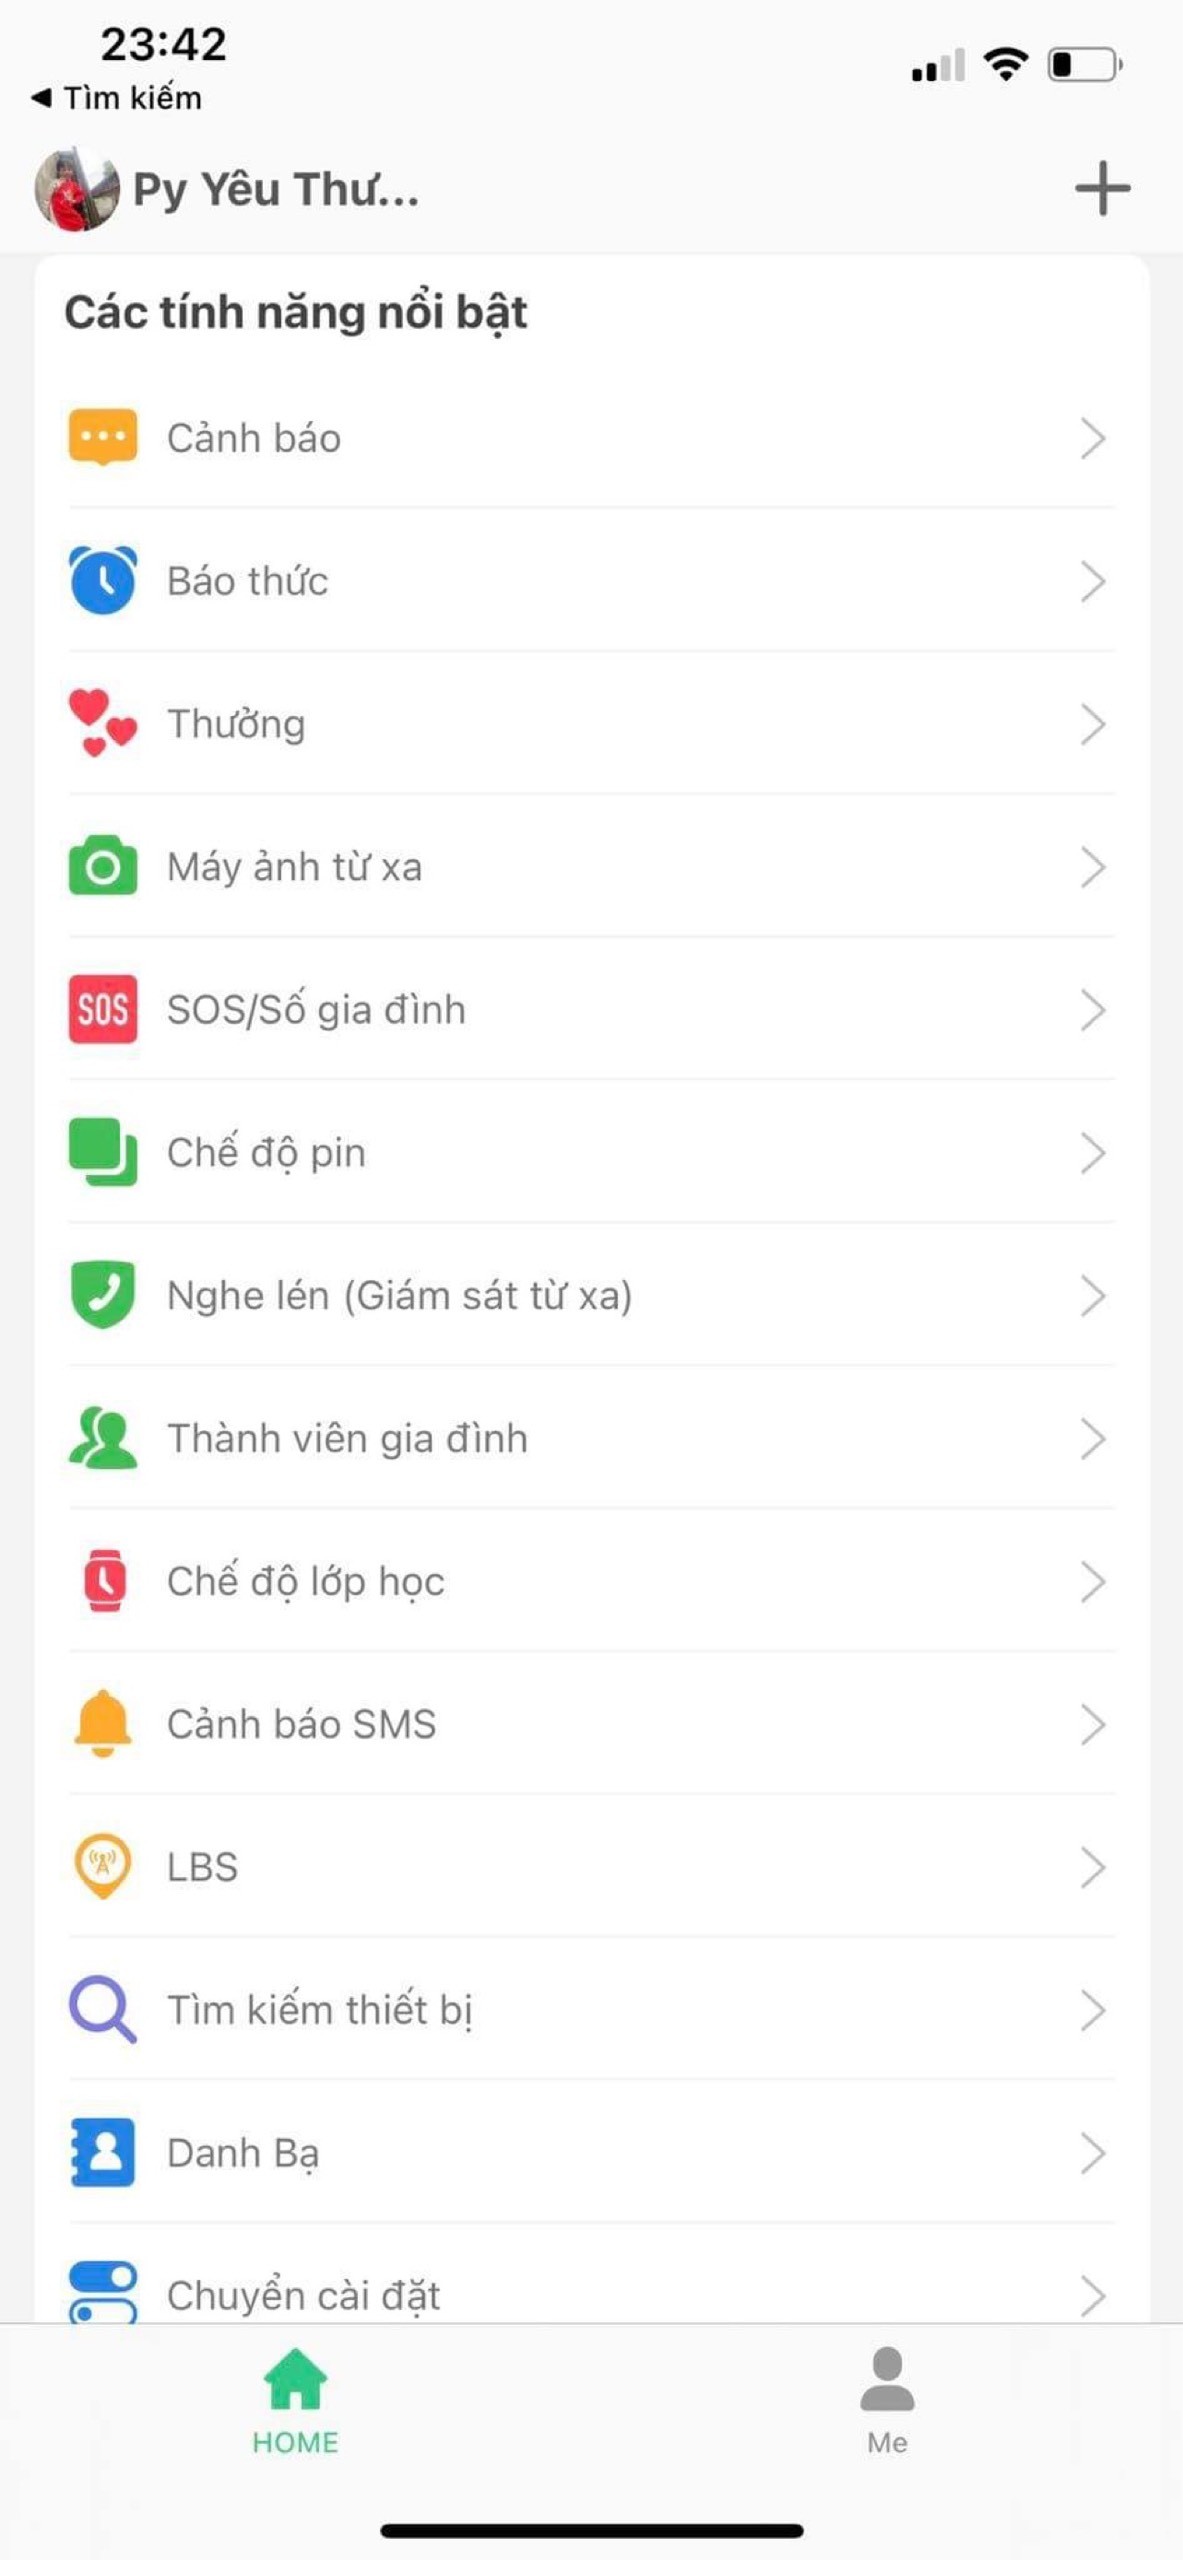 23:42
◀ Tìm kiếm
Py Yêu Thư...
Các tính năng nổi bật
Cảnh báo
Báo thức
Thưởng
Máy ảnh từ xa
SOS SOS/Số gia đình
Chế độ pin
Nghe lén (Giám sát từ xa)
Thành viên gia đình
Chế độ lớp học
Cảnh báo SMS
LBS
Tìm kiếm thiết bị
Danh Bạ
Chuyển cài đặt
HOME
Me